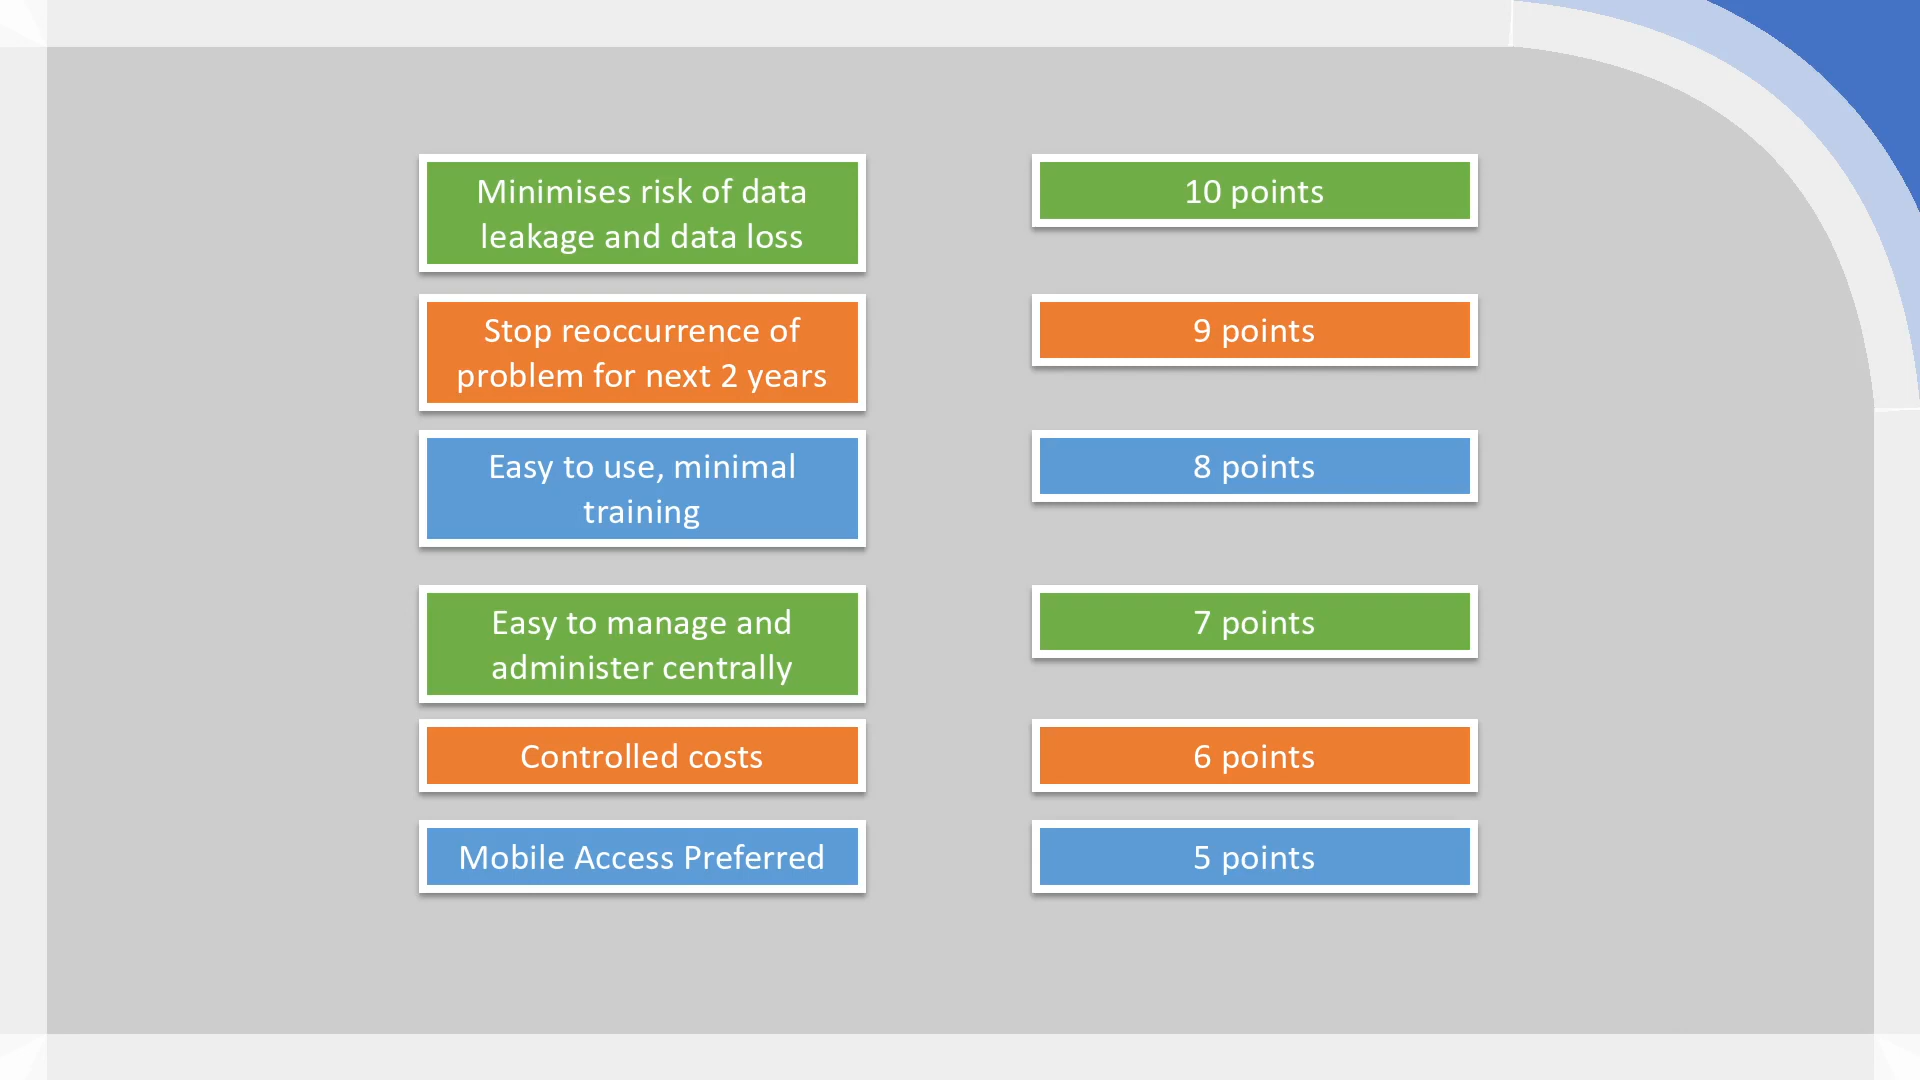 Minimises risk of data
leakage and data loss
10 points
Stop reoccurrence of
problem for next 2 years
9 points
Easy to use, minimal
training
8 points
Easy to manage and
administer centrally
7 points
Controlled costs
6 points
Mobile Access Preferred
5 points